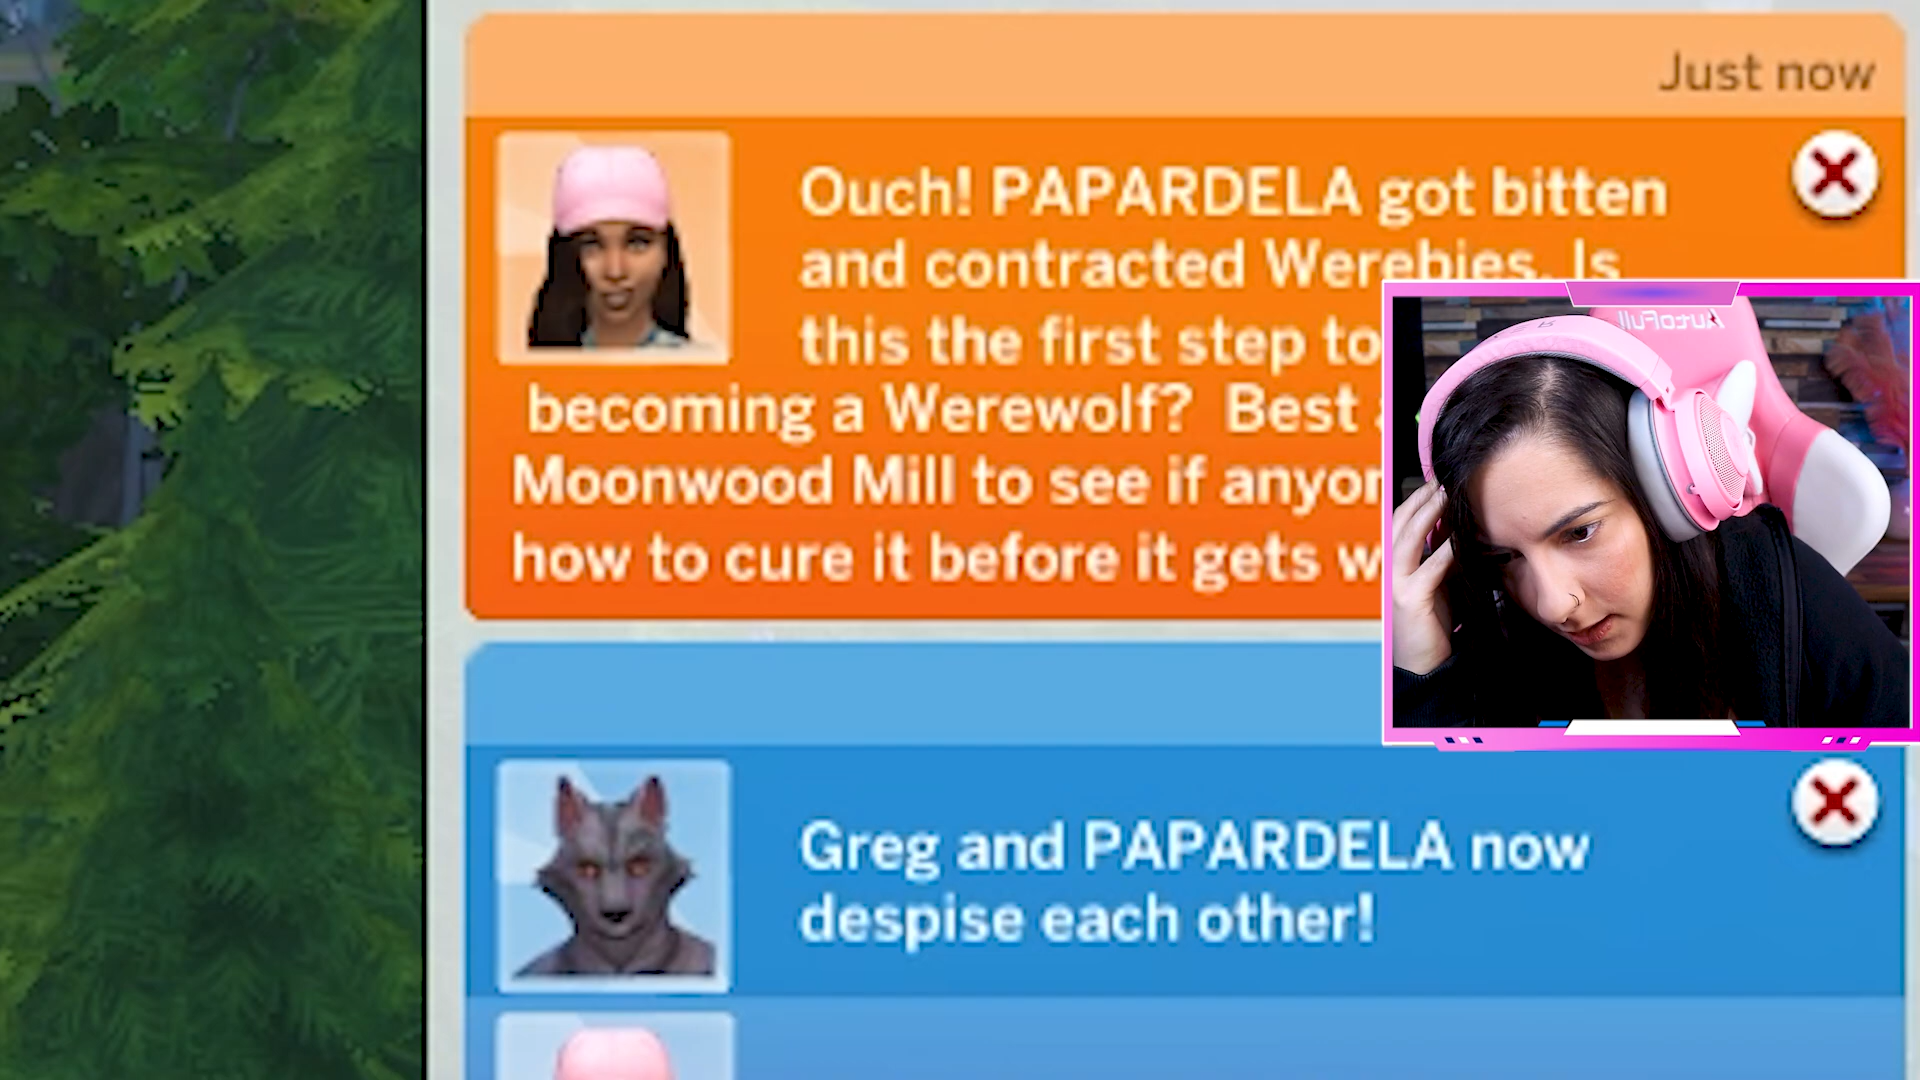 Just now
Ouch! PAPARDELA got bitten
and contracted Werebies. Is
this the first step to
becoming a Werewolf? Best
Moonwood Mill to see if
how to cure it before it gets
AutoFull
Greg and PAPARDELA now
despise each other!